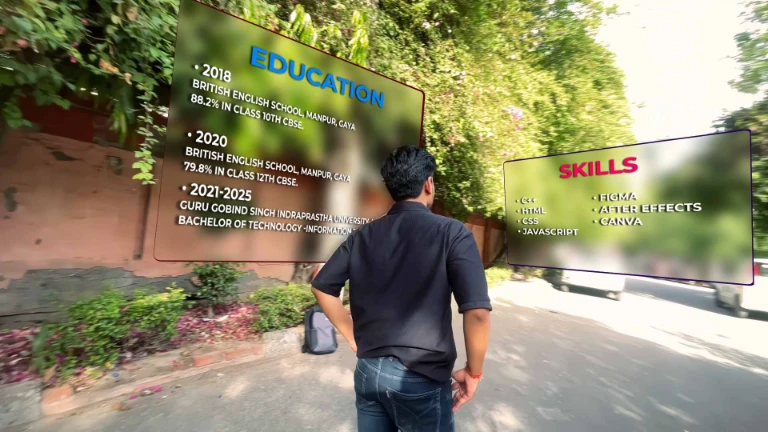 EDUCATION
• 2018
BRITISH ENGLISH SCHOOL, MANPUR, GAYA
88.2% IN CLASS 10TH CBSE.
• 2020
BRITISH ENGLISH SCHOOL, MANPUR, GAYA
79.8% IN CLASS 12TH CBSE.
• 2021-2025
GURU GOBIND SINGH INDRAPRASTHA UNIVERSITY
BACHELOR OF TECHNOLOGY -INFORMATION
SKILLS
• C++
• HTML
• CSS
• JAVASCRIPT
• FIGMA
• AFTER EFFECTS
• CANVA